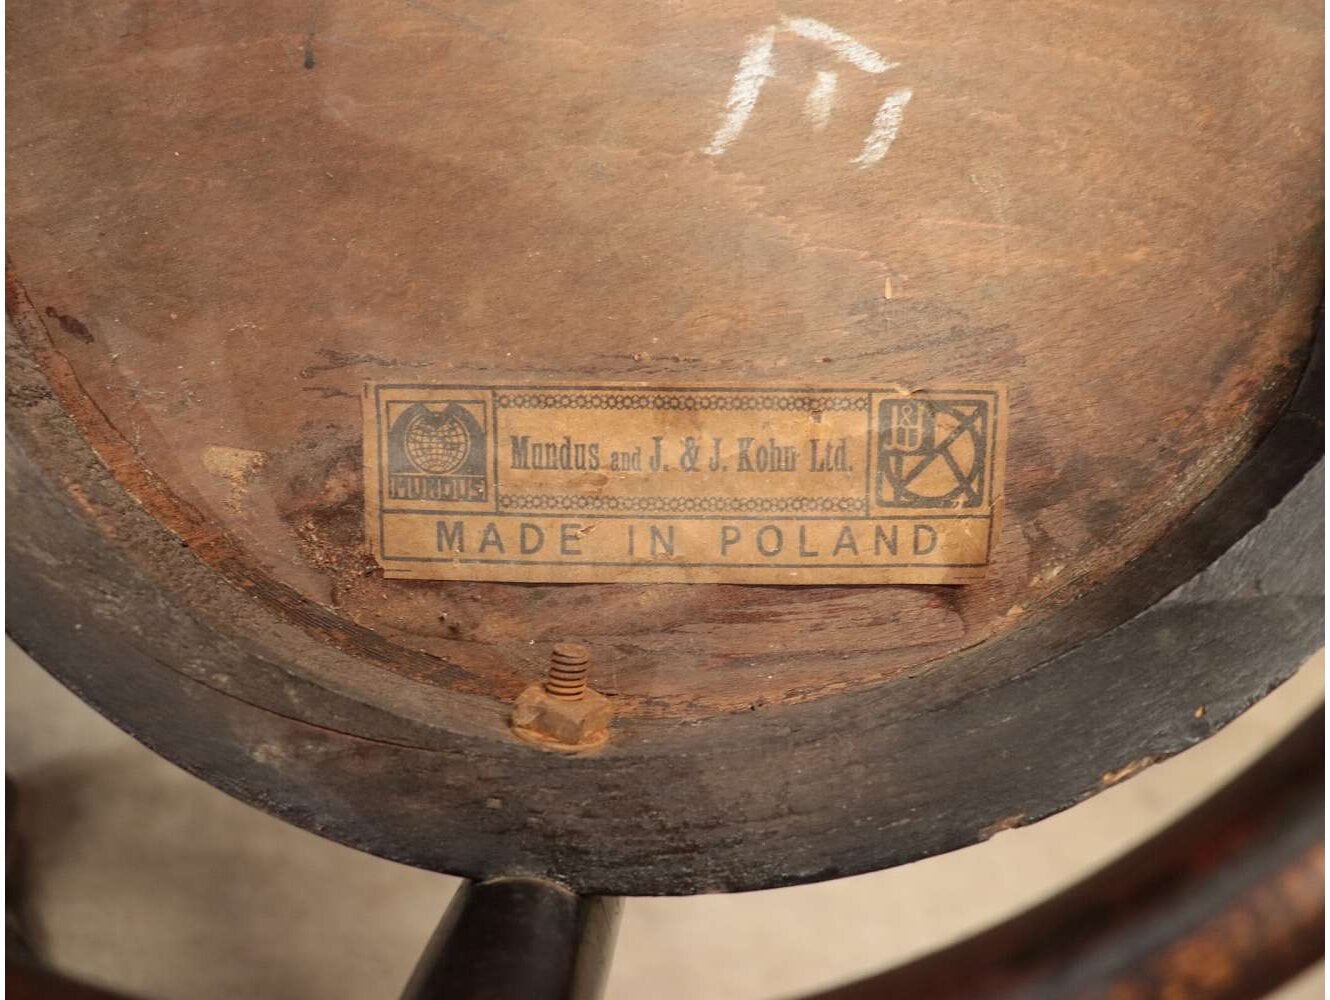 MUNDUS
Mundus and J. & J. Kohn Ltd.
J&J
K
MADE IN POLAND